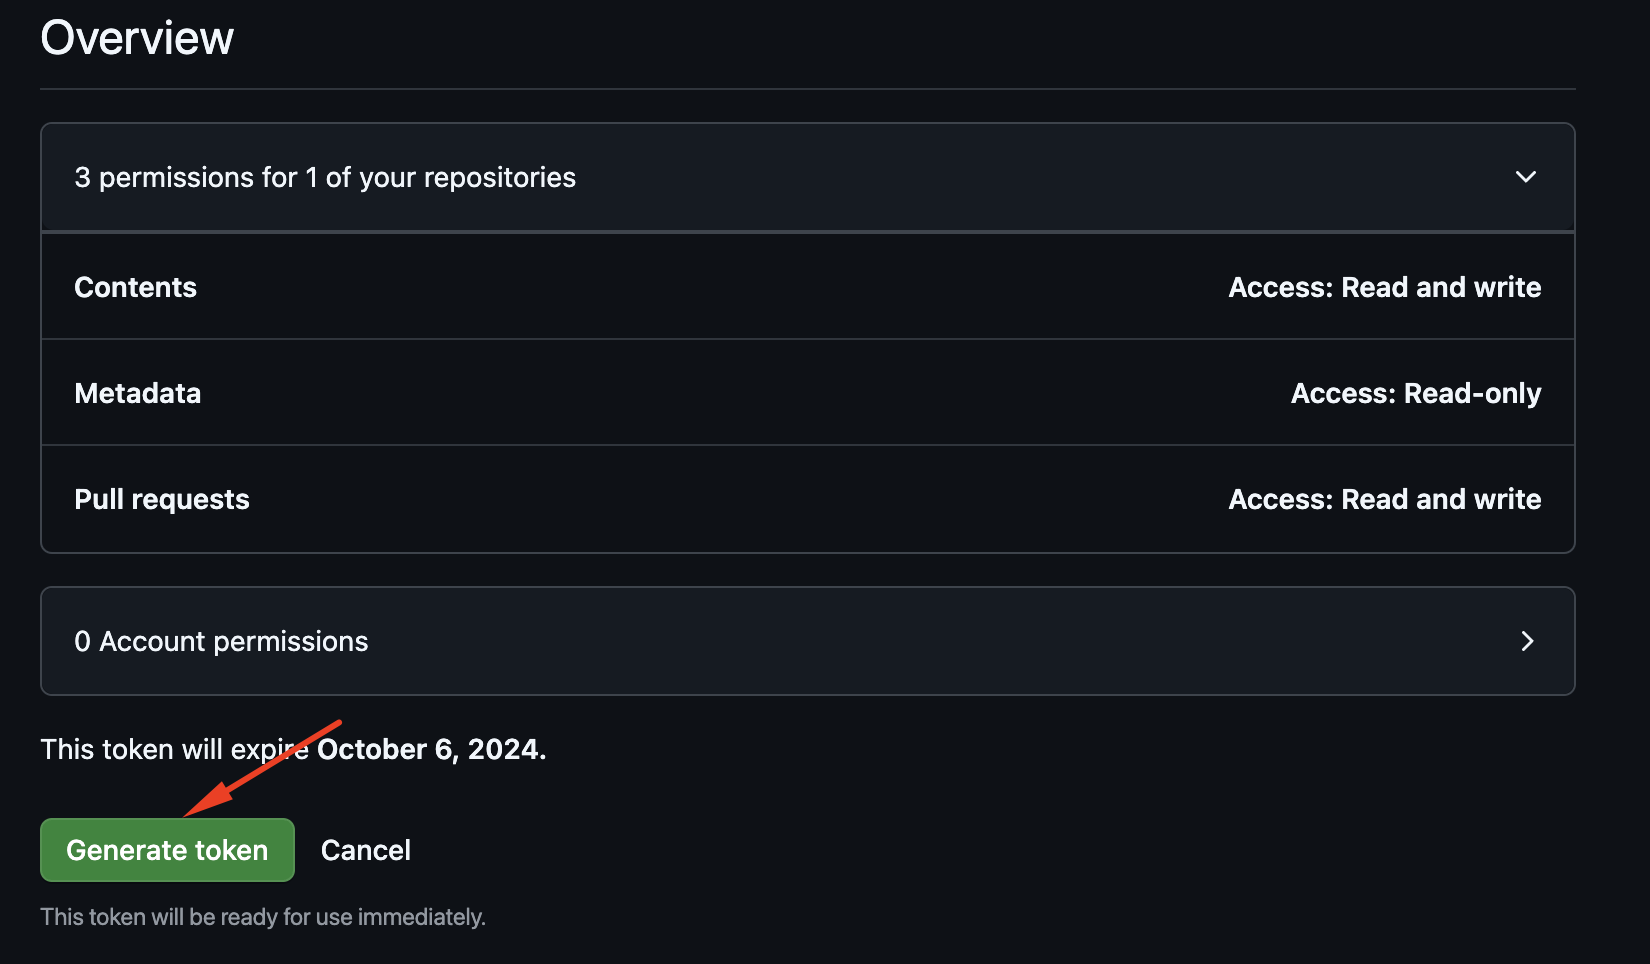 Overview
3 permissions for 1 of your repositories
Contents Access: Read and write
Metadata Access: Read-only
Pull requests Access: Read and write
0 Account permissions
This token will expire October 6, 2024.
Generate token Cancel
This token will be ready for use immediately.